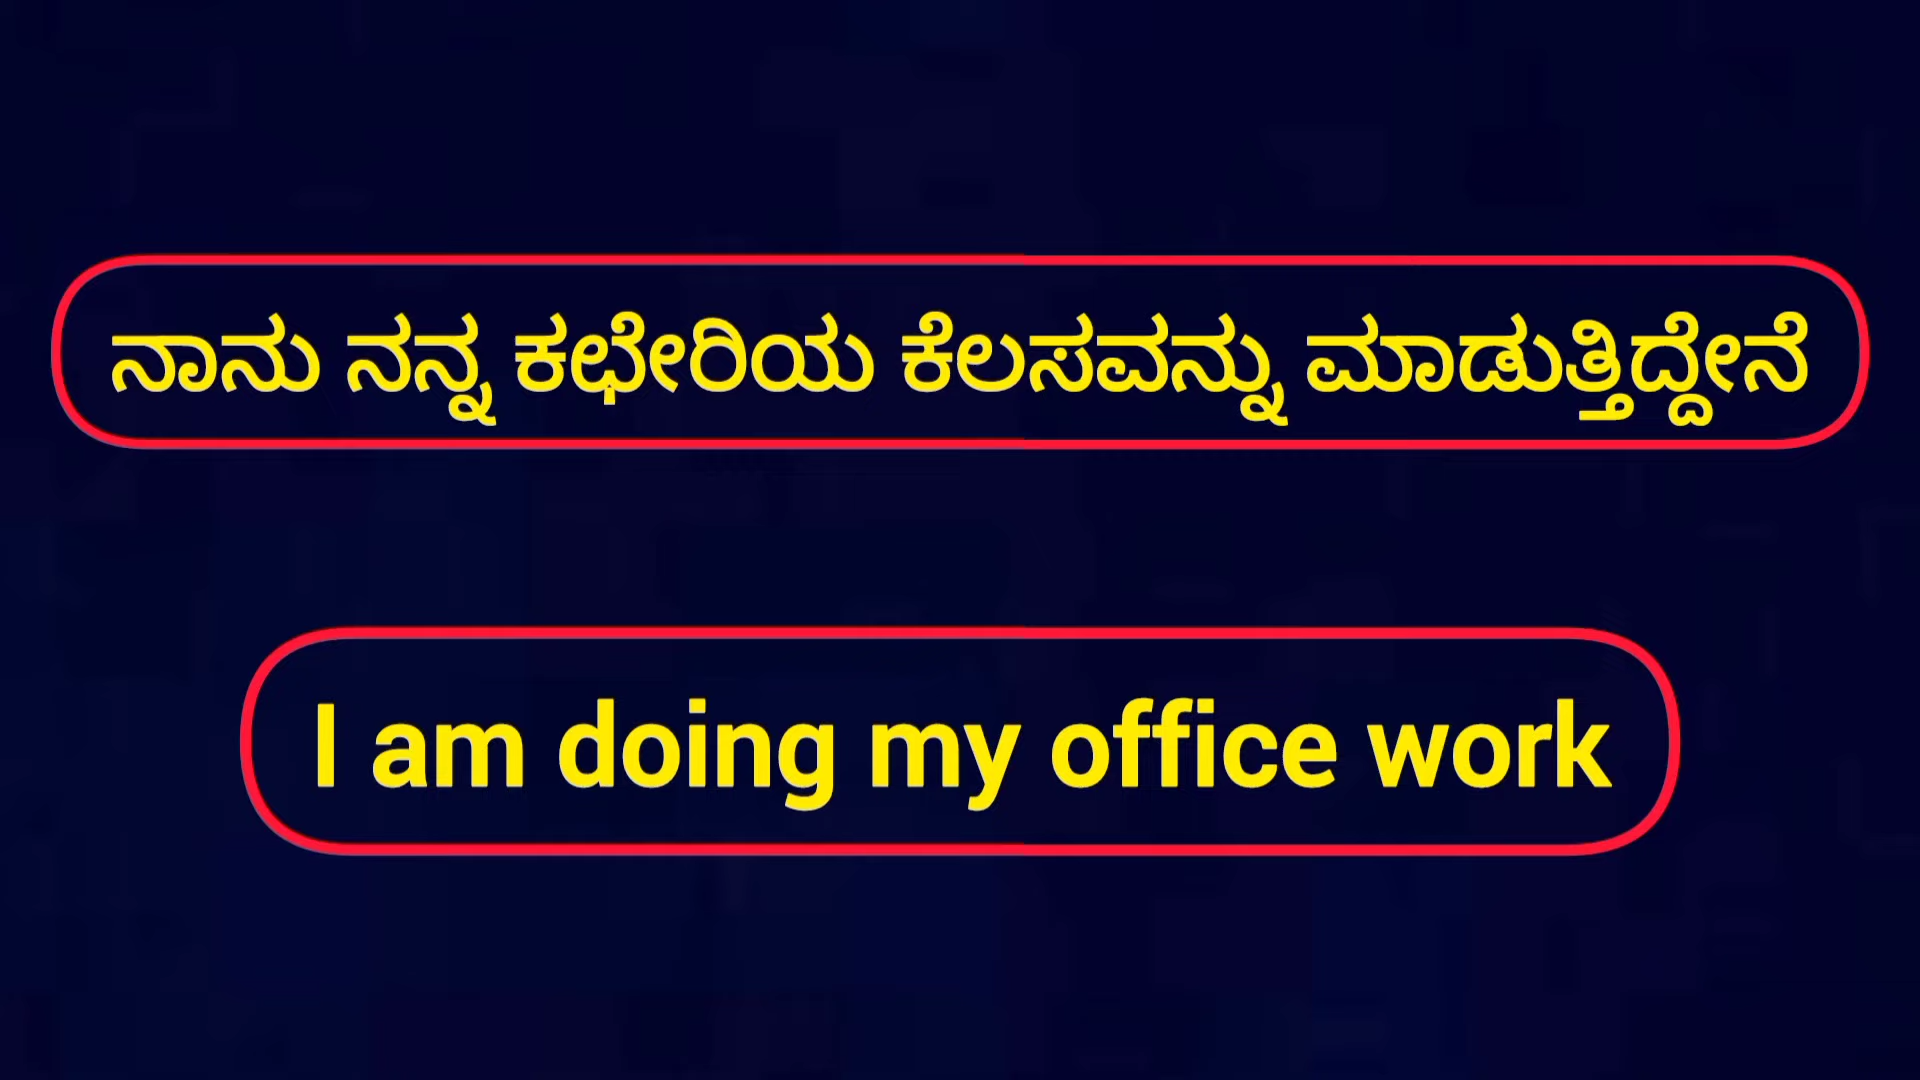 ನಾನು ನನ್ನ ಕಛೇರಿಯ ಕೆಲಸವನ್ನು ಮಾಡುತ್ತಿದ್ದೇನೆ
I am doing my office work